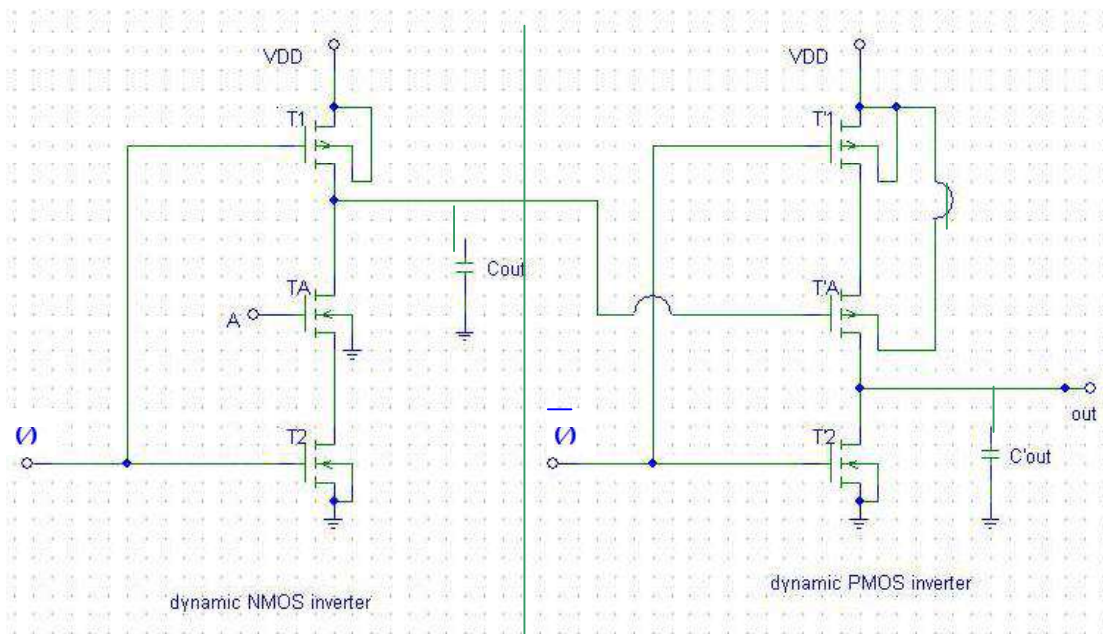 VDD
T1
Cout
TA
A
T2
dynamic NMOS inverter
VDD
T'1
T'A
out
T'2
C'out
dynamic PMOS inverter